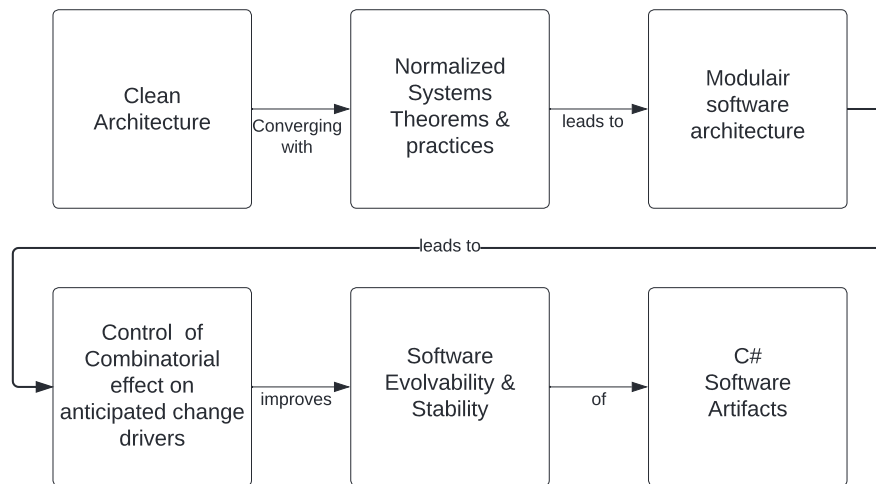 Clean
Architecture
Converging
with
Normalized
Systems
Theorems &
practices
leads to
Modulair
software
architecture
leads to
Control of
Combinatorial
effect on
anticipated change
drivers
improves
Software
Evolvability &
Stability
of
C#
Software
Artifacts